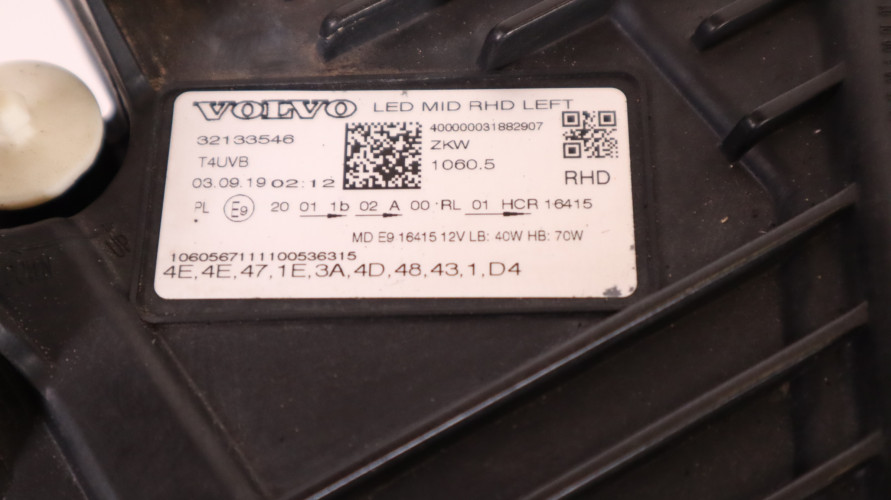 VOLVO LED MID RHD LEFT
32133546
400000031882907
T4UVB
ZKW
03.09.19 02:12
1060.5
RHD
PL E9 20 01 1b 02 A 00 RL 01 HCR 16415
MD E9 16415 12V LB: 40W HB: 70W
1060567111100536315
4E,4E,47,1E,3A,4D,48,43,1,D4
UP